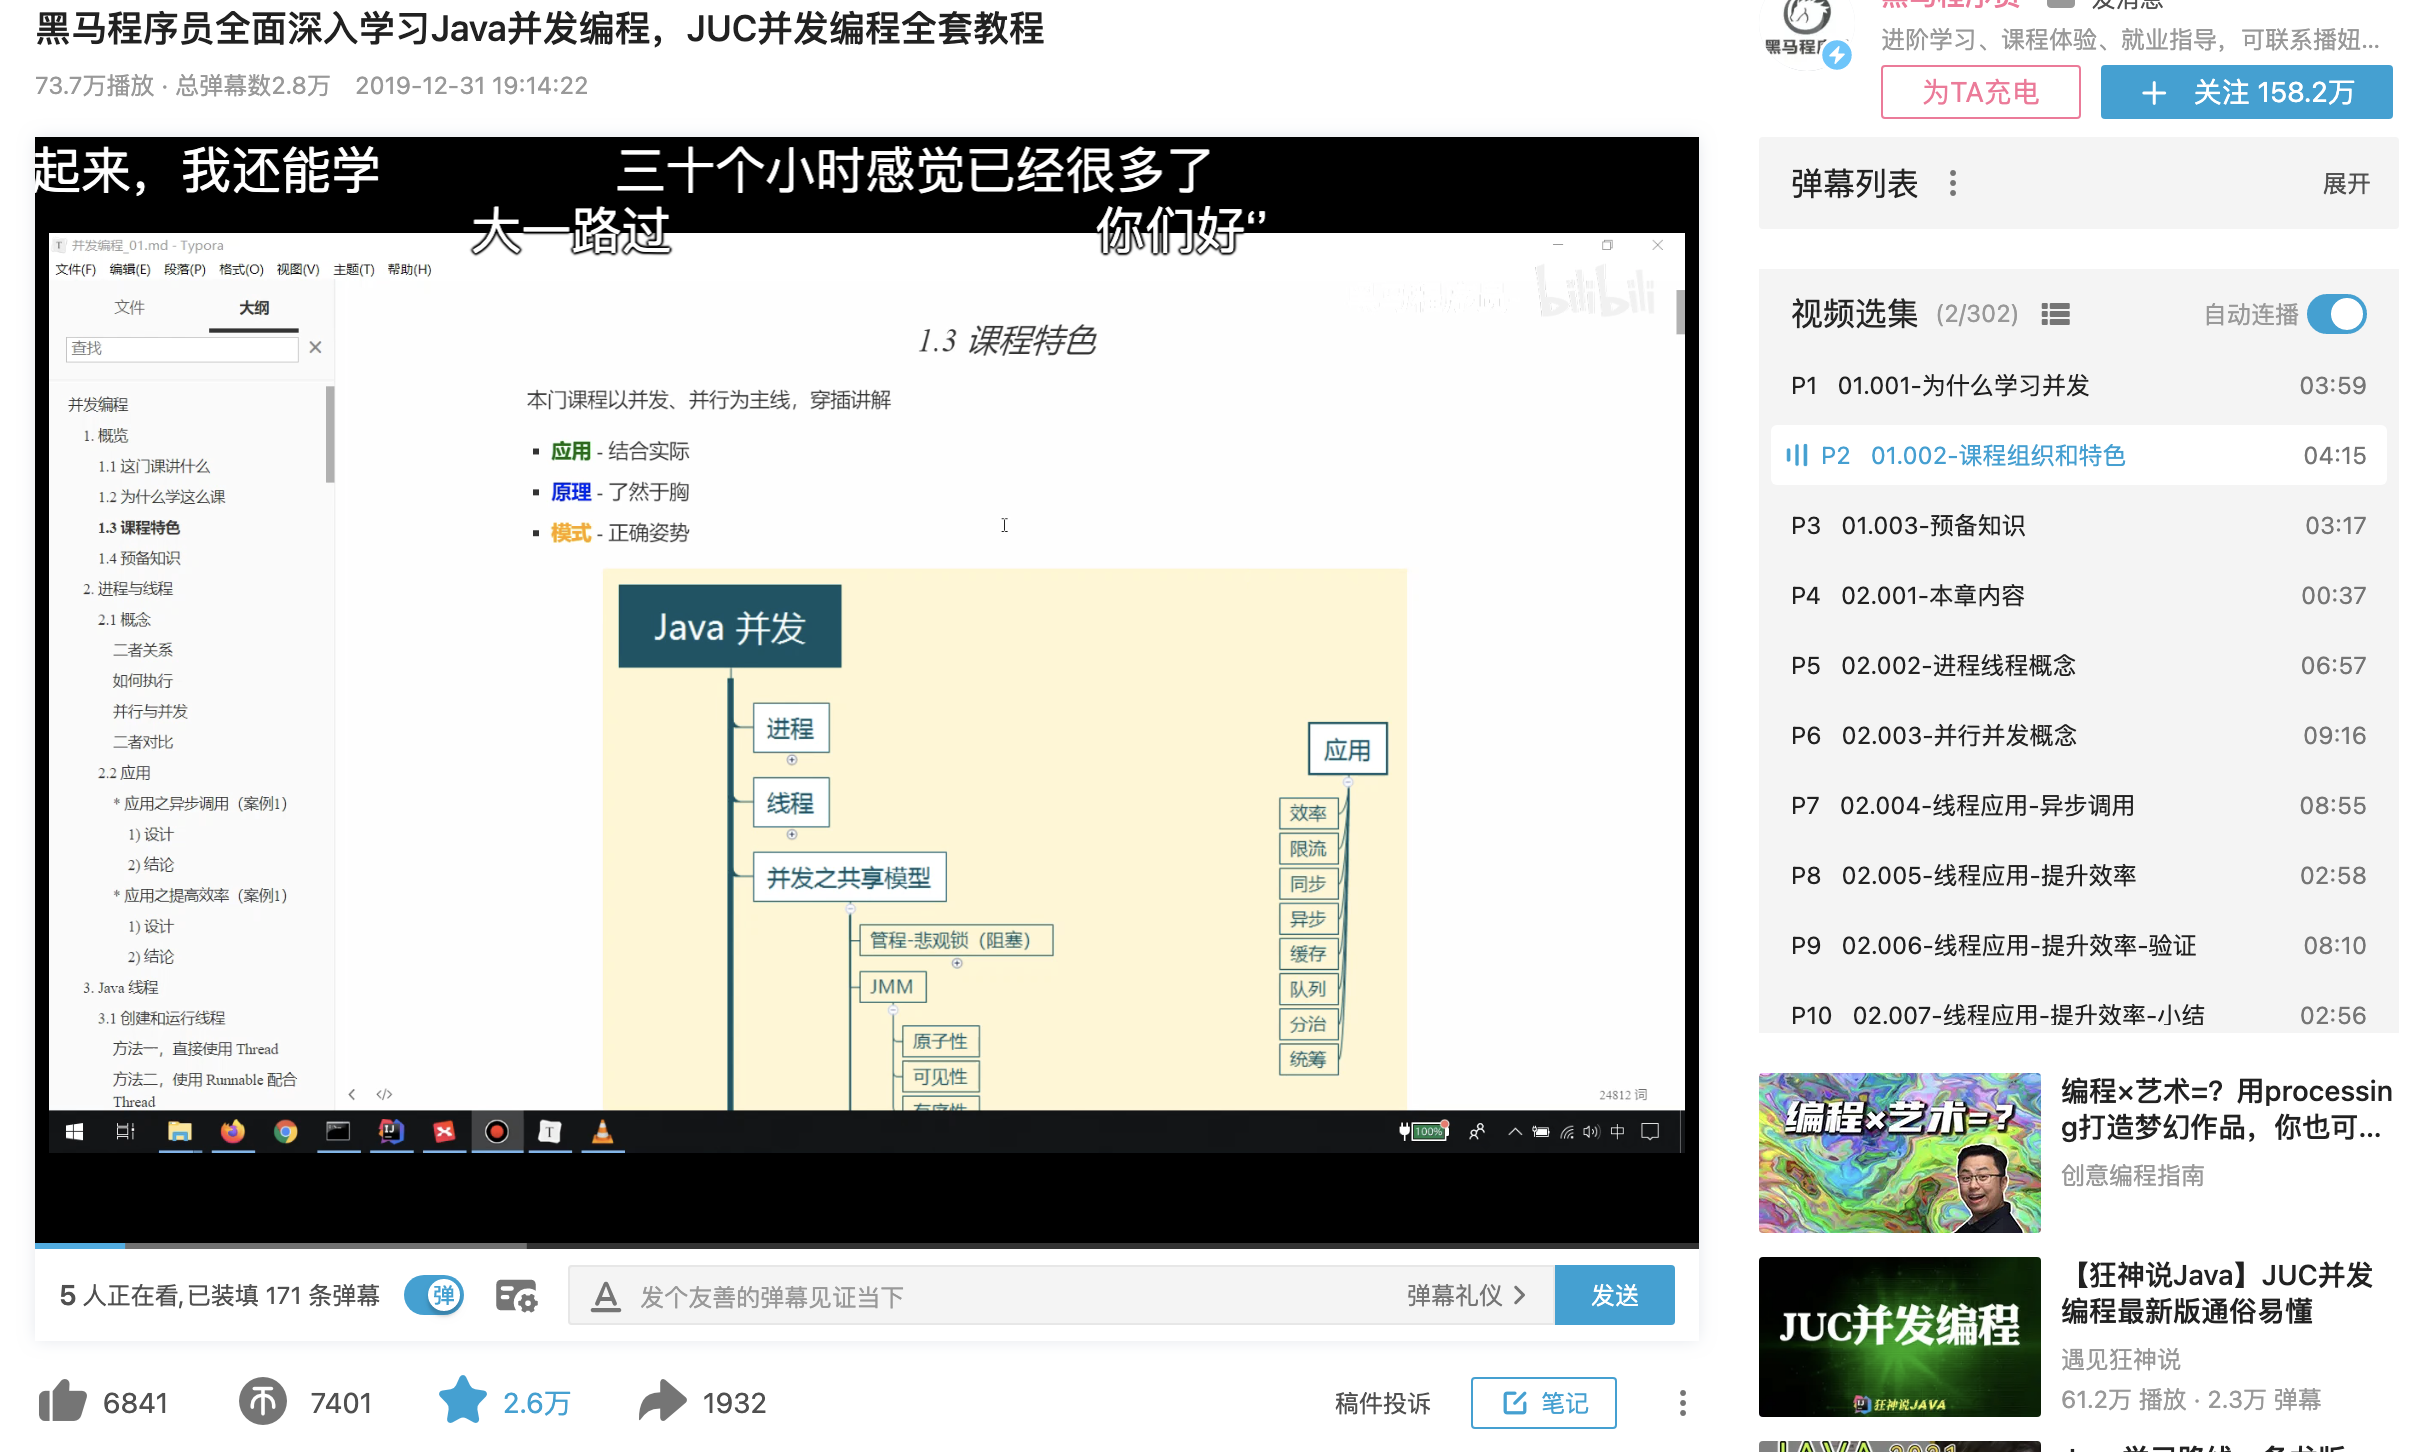 黑马程序员全面深入学习Java并发编程，JUC并发编程全套教程
73.7万播放 · 总弹幕数2.8万 2019-12-31 19:14:22
起来，我还能学 三十个小时感觉已经很多了
大一路过 你们好“
并发编程_01.md - Typora
文件(F) 编辑(E) 段落(P) 格式(O) 视图(V) 主题(T) 帮助(H)
文件 大纲
查找
并发编程
1. 概览
1.1 这门课讲什么
1.2 为什么学这么课
1.3 课程特色
1.4 预备知识
2. 进程与线程
2.1 概念
二者关系
如何执行
并行与并发
二者对比
2.2 应用
* 应用之异步调用（案例1）
1) 设计
2) 结论
* 应用之提高效率（案例1）
1) 设计
2) 结论
3. Java 线程
3.1 创建和运行线程
方法一，直接使用 Thread
方法二，使用 Runnable 配合
Thread
bilibili
1.3 课程特色
本门课程以并发、并行为主线，穿插讲解
▪ 应用 - 结合实际
▪ 原理 - 了然于胸
▪ 模式 - 正确姿势
Java 并发
进程
线程
并发之共享模型
管程-悲观锁（阻塞）
JMM
原子性
可见性
有序性
应用
效率
限流
同步
异步
缓存
队列
分治
统筹
24812 词
100%
中
5 人正在看,已装填 171 条弹幕
弹
发个友善的弹幕见证当下
弹幕礼仪
发送
6841 7401 2.6万 1932
稿件投诉
笔记
黑马程序员 发消息
进阶学习、课程体验、就业指导，可联系播妞...
为TA充电
+ 关注 158.2万
弹幕列表 展开
视频选集 (2/302) 自动连播
P1 01.001-为什么学习并发 03:59
P2 01.002-课程组织和特色 04:15
P3 01.003-预备知识 03:17
P4 02.001-本章内容 00:37
P5 02.002-进程线程概念 06:57
P6 02.003-并行并发概念 09:16
P7 02.004-线程应用-异步调用 08:55
P8 02.005-线程应用-提升效率 02:58
P9 02.006-线程应用-提升效率-验证 08:10
P10 02.007-线程应用-提升效率-小结 02:56
编程×艺术=?
编程×艺术=？用processin
g打造梦幻作品，你也可...
创意编程指南
JUC并发编程
狂神说JAVA
【狂神说Java】JUC并发
编程最新版通俗易懂
遇见狂神说
61.2万 播放 · 2.3万 弹幕